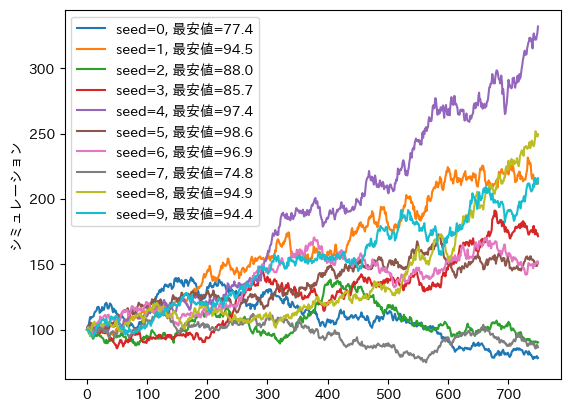 seed=0, 最安値=77.4
seed=1, 最安値=94.5
seed=2, 最安値=88.0
seed=3, 最安値=85.7
seed=4, 最安値=97.4
seed=5, 最安値=98.6
seed=6, 最安値=96.9
seed=7, 最安値=74.8
seed=8, 最安値=94.9
seed=9, 最安値=94.4
シミュレーション
300
250
200
150
100
0 100 200 300 400 500 600 700